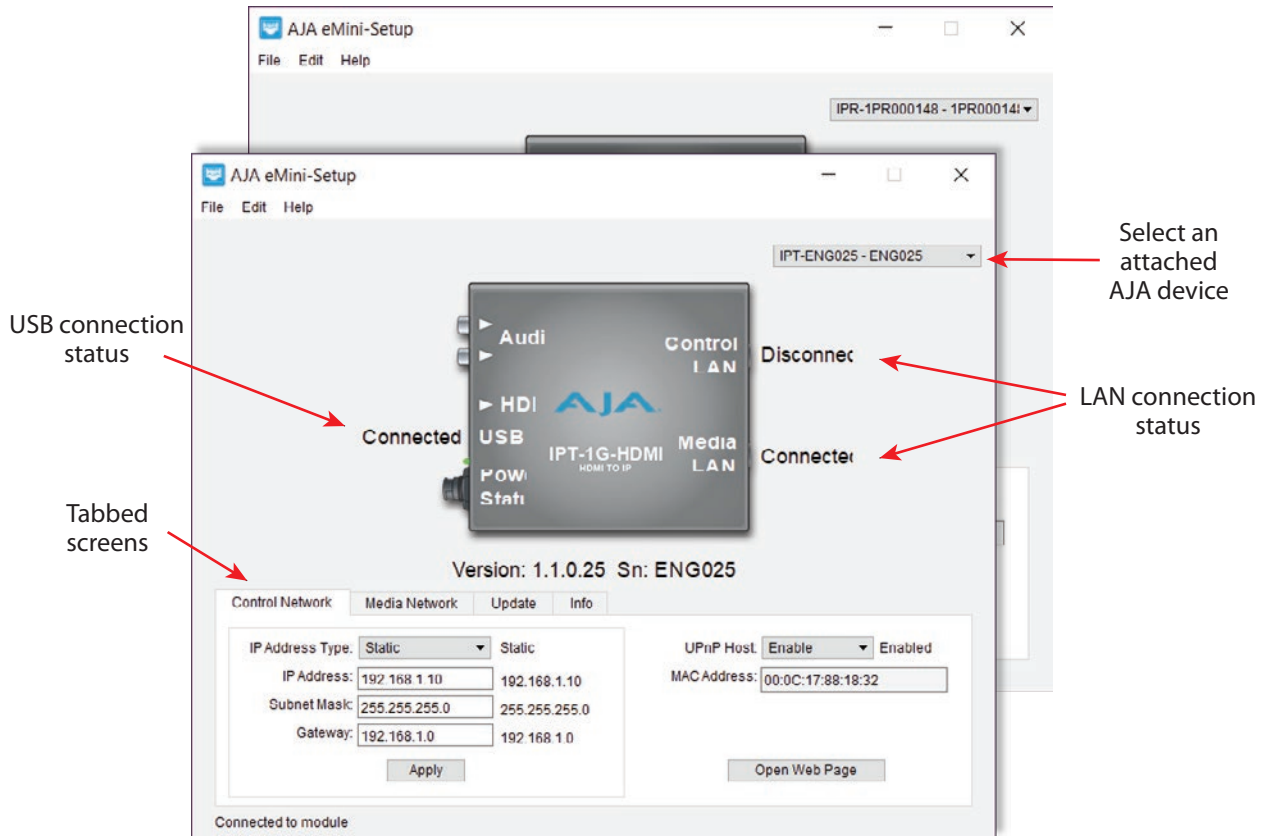 AJA eMini-Setup
File Edit Help
IPR-1PR000148 - 1PR00014
AJA eMini-Setup
File Edit Help
IPT-ENG025 - ENG025
Select an
attached
AJA device
USB connection
status
Audi
Control
LAN
Disconnec
HDI
AJA
LAN connection
status
Connected
USB
IPT-1G-HDMI
HDMI TO IP
Media
LAN
Connected
Pow
Stat
Tabbed
screens
Version: 1.1.0.25 Sn: ENG025
Control Network Media Network Update Info
IP Address Type: Static Static
UPnP Host: Enable Enabled
IP Address: 192.168.1.10 192.168.1.10
MAC Address: 00:0C:17:88:18:32
Subnet Mask: 255.255.255.0 255.255.255.0
Gateway: 192.168.1.0 192.168.1.0
Apply
Open Web Page
Connected to module